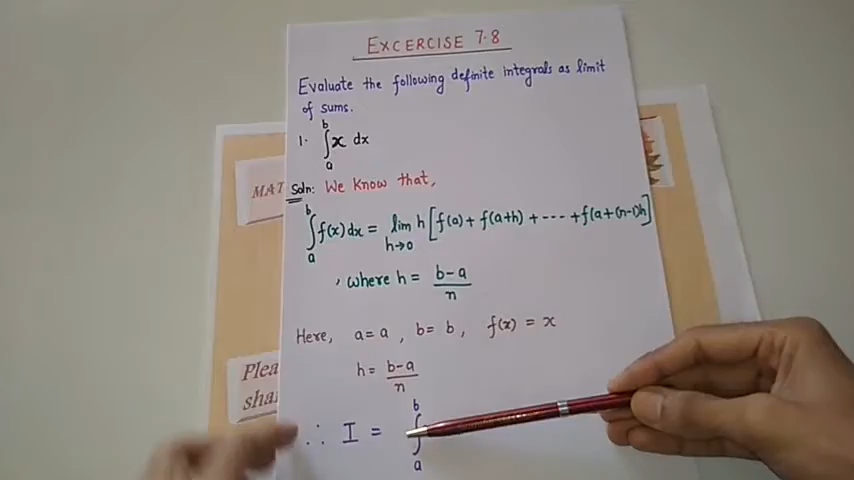 EXCERCISE 7.8
Evaluate the following definite integrals as limit
of sums.
1. ∫ₐᵇ x dx
Soln: We know that,
∫ₐᵇ f(x) dx = lim h→0 h [f(a) + f(a+h) + ---- + f(a+(n-1)h]
, where h = b-a/n
Here, a = a , b = b, f(x) = x
h = b-a/n
∴ I = ∫ₐᵇ
MAT
Plea
shar